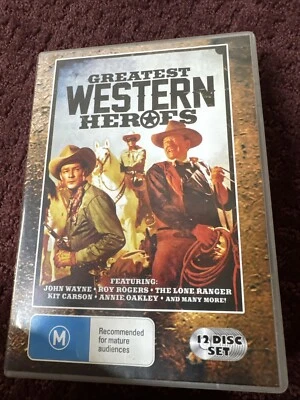 GREATEST
WESTERN
HEROES
FEATURING:
JOHN WAYNE • ROY ROGERS • THE LONE RANGER
KIT CARSON • ANNIE OAKLEY • AND MANY MORE!
M
Recommended
for mature
audiences
12 DISC
SET